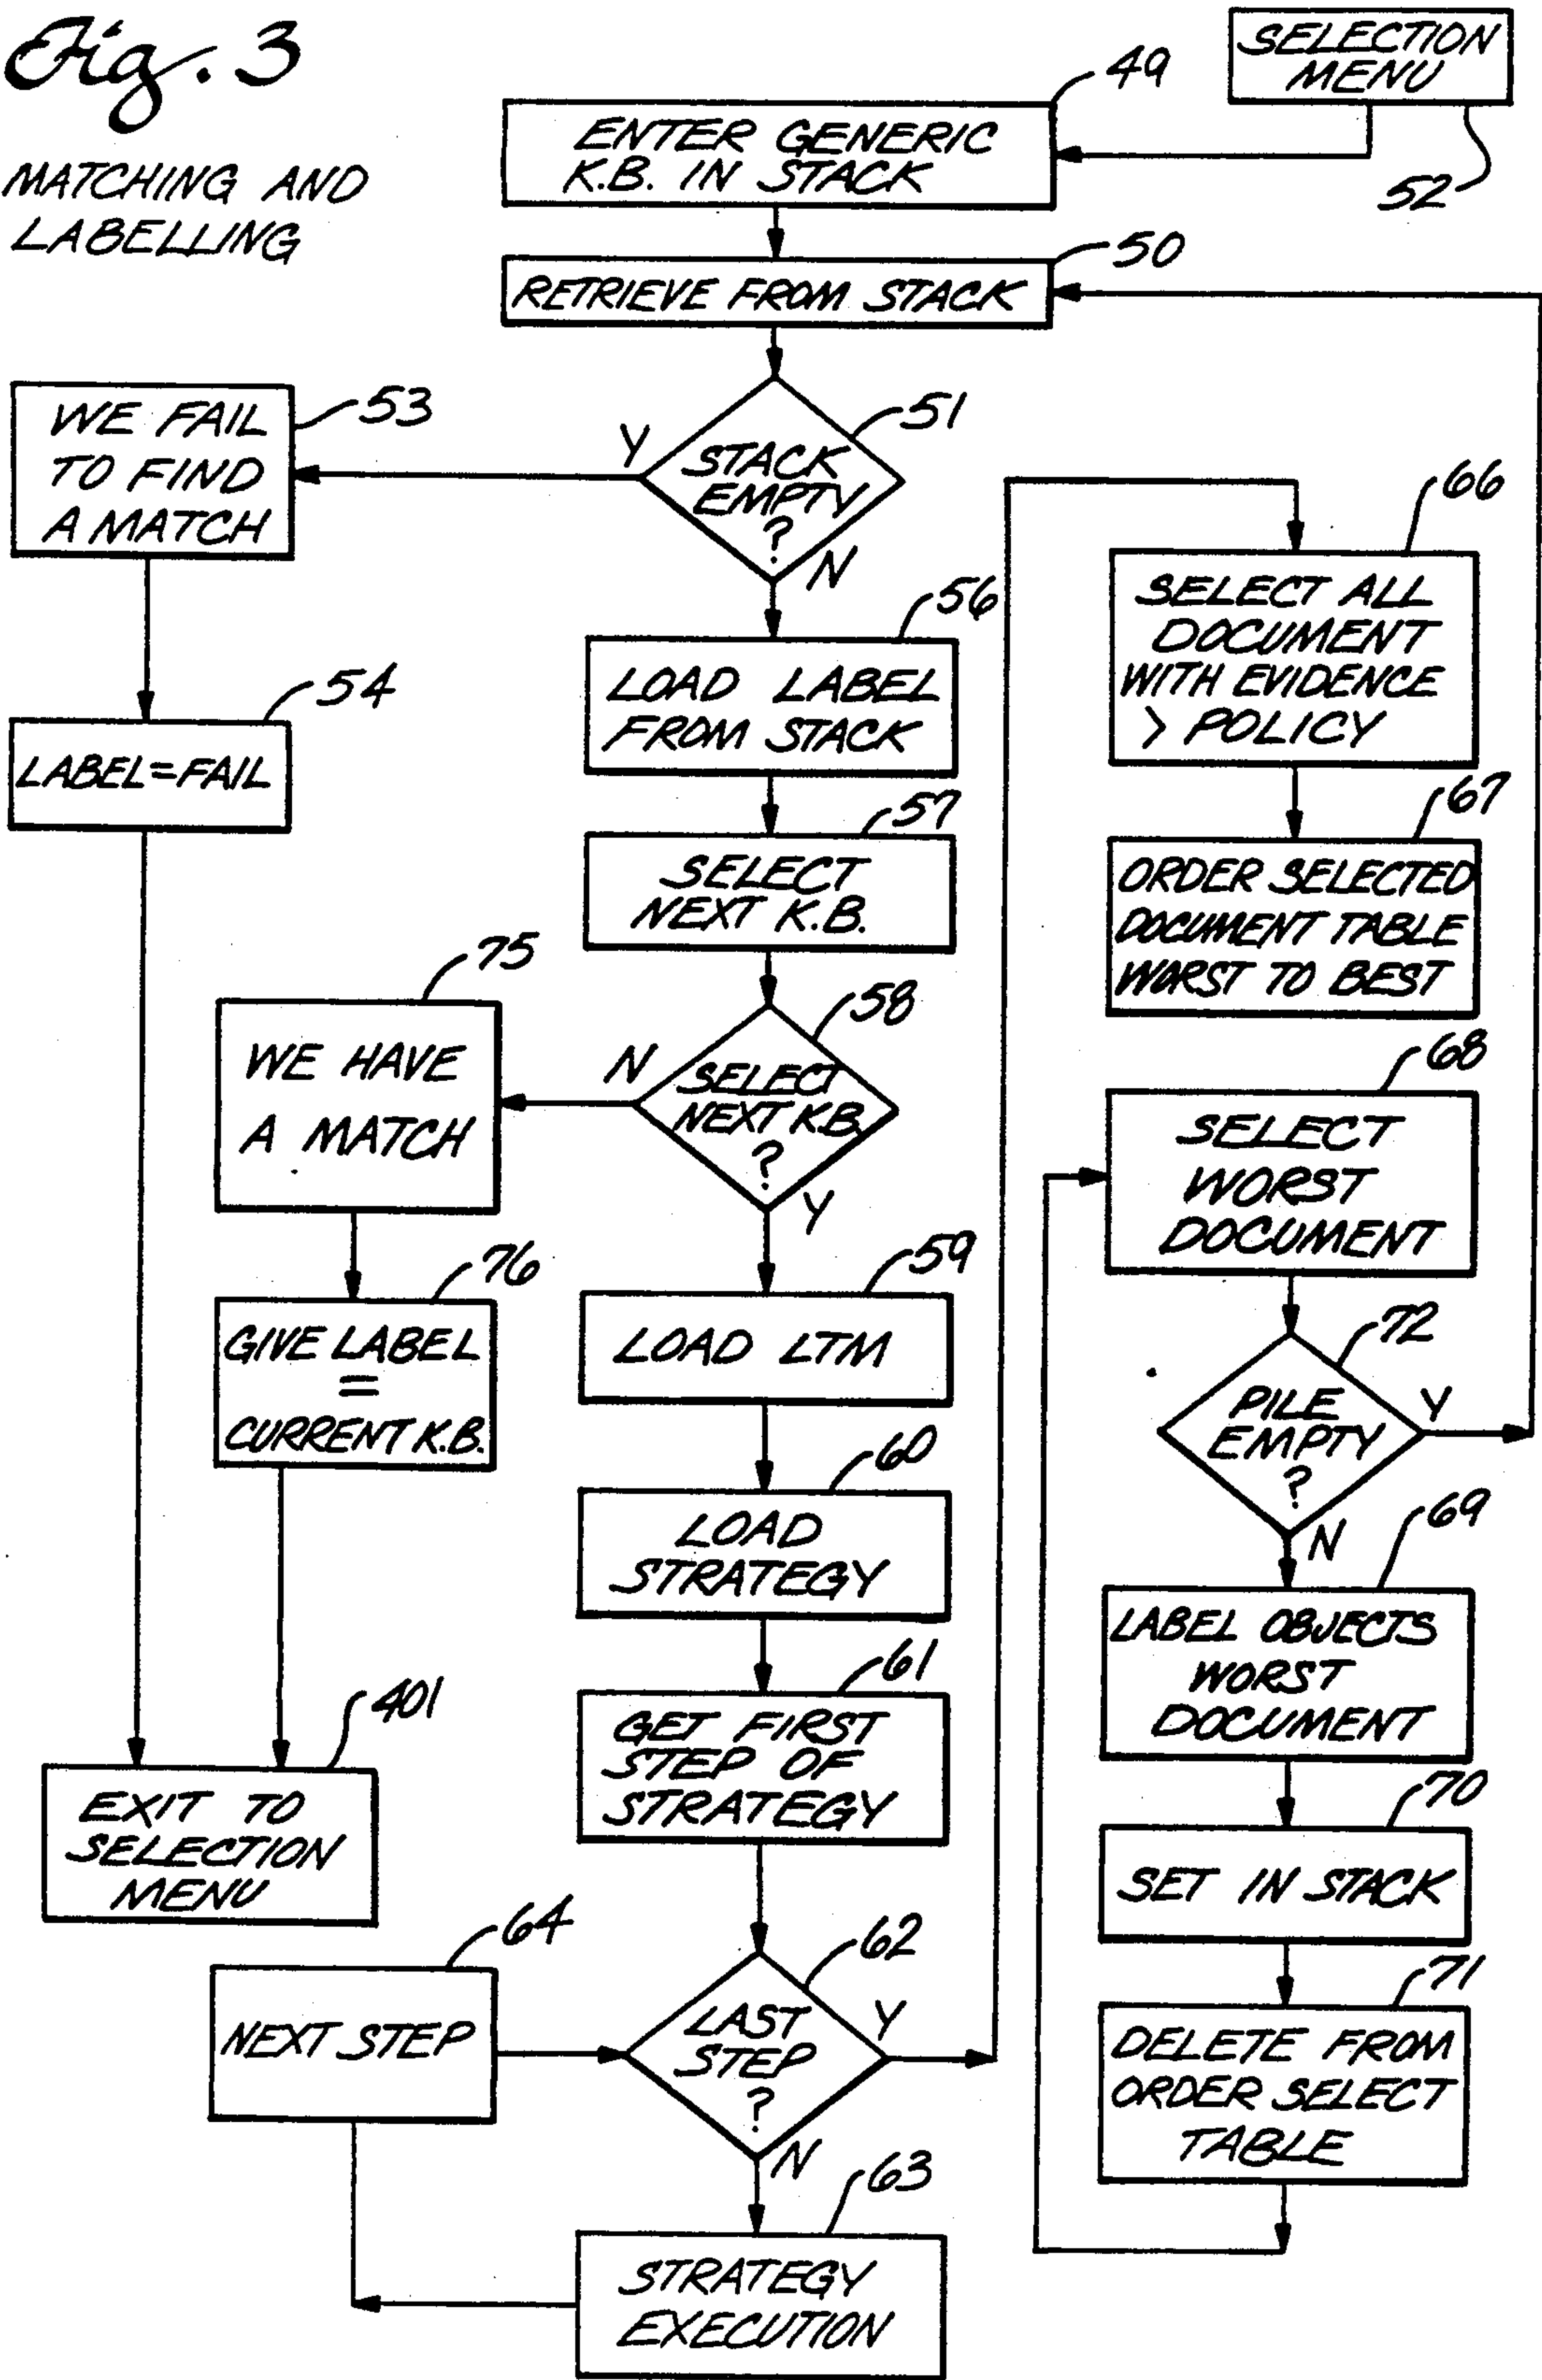 Fig. 3
MATCHING AND
LABELLING
SELECTION
MENU
52
49
ENTER GENERIC
K.B. IN STACK
50
RETRIEVE FROM STACK
51
STACK
EMPTY
?
Y
N
53
WE FAIL
TO FIND
A MATCH
54
LABEL=FAIL
56
LOAD LABEL
FROM STACK
57
SELECT
NEXT K.B.
58
SELECT
NEXT K.B.
?
N
Y
75
WE HAVE
A MATCH
76
GIVE LABEL
=
CURRENT K.B.
401
EXIT TO
SELECTION
MENU
59
LOAD LTM
60
LOAD
STRATEGY
61
GET FIRST
STEP OF
STRATEGY
62
LAST
STEP
?
Y
N
64
NEXT STEP
63
STRATEGY
EXECUTION
66
SELECT ALL
DOCUMENT
WITH EVIDENCE
> POLICY
67
ORDER SELECTED
DOCUMENT TABLE
WORST TO BEST
68
SELECT
WORST
DOCUMENT
72
PILE
EMPTY
?
Y
N
69
LABEL OBJECTS
WORST
DOCUMENT
70
SET IN STACK
71
DELETE FROM
ORDER SELECT
TABLE